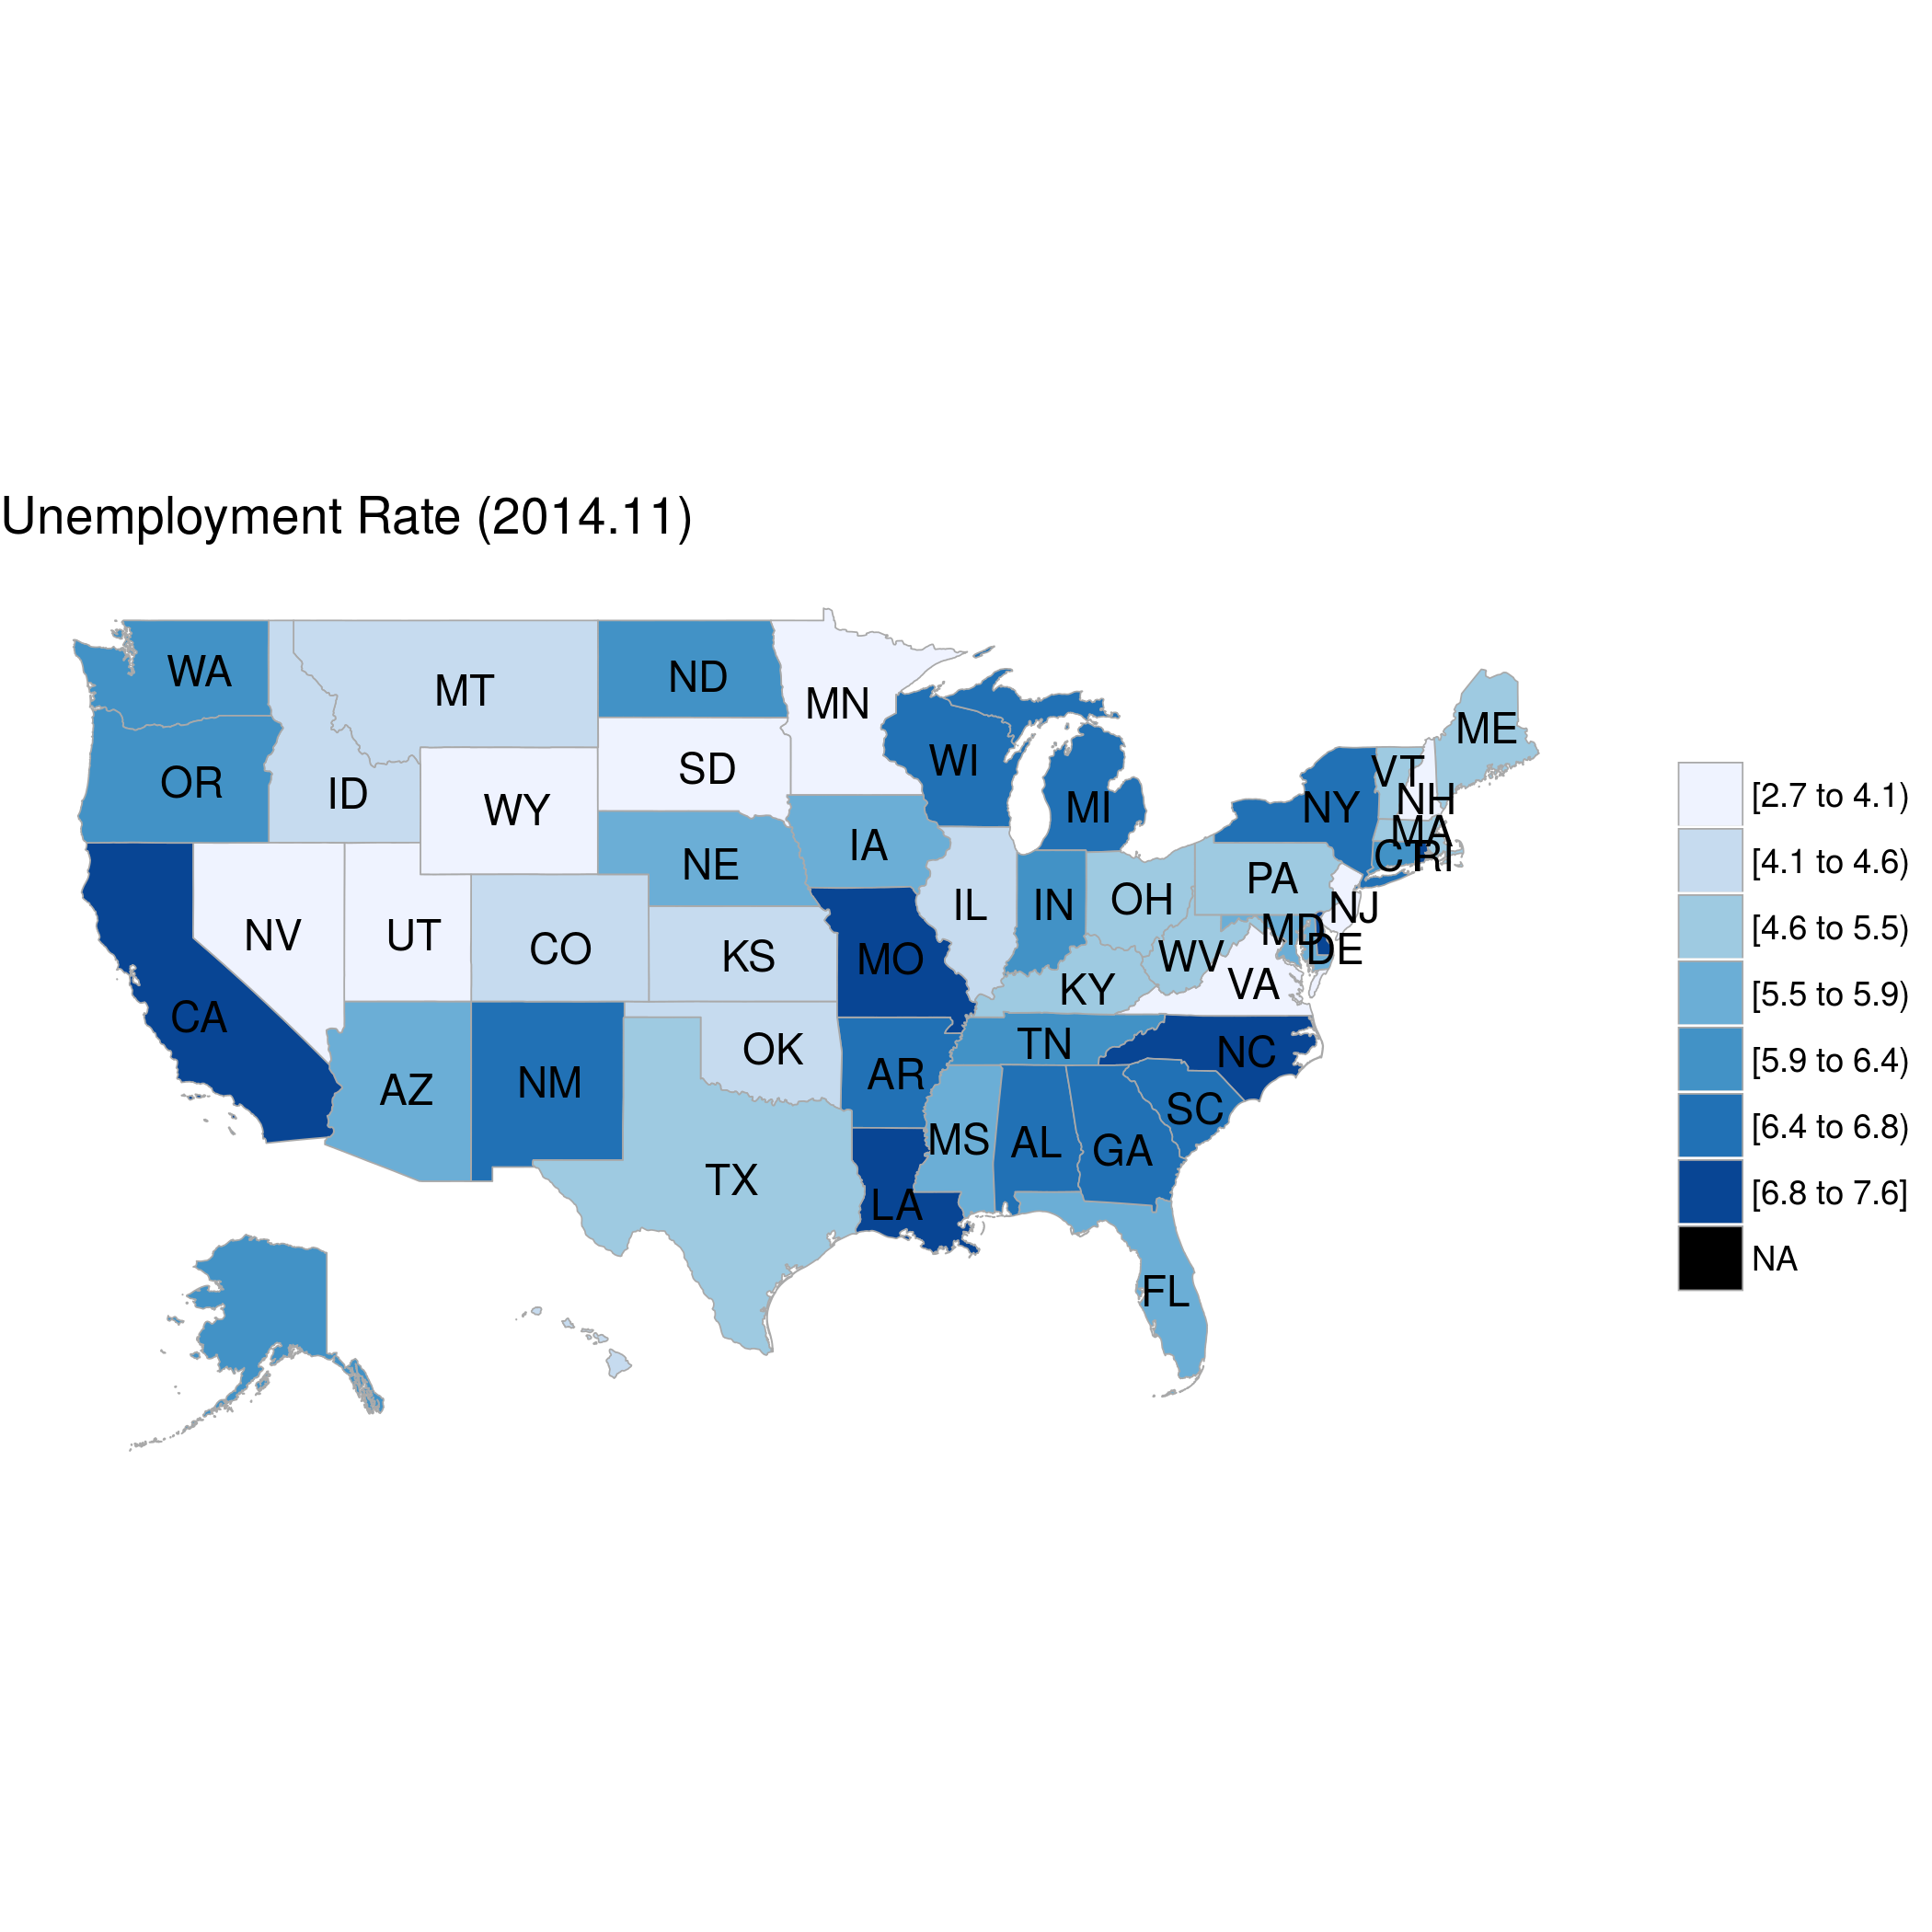 Unemployment Rate (2014.11)
WA
MT
ND
MN
ME
OR
ID
WY
SD
WI
MI
NY
VT
NH
MA
CT
RI
NV
UT
CO
NE
IA
IL
IN
OH
PA
NJ
MD
DE
CA
KS
MO
KY
WV
VA
AZ
NM
OK
AR
TN
NC
SC
TX
LA
MS
AL
GA
FL
[2.7 to 4.1)
[4.1 to 4.6)
[4.6 to 5.5)
[5.5 to 5.9)
[5.9 to 6.4)
[6.4 to 6.8)
[6.8 to 7.6]
NA